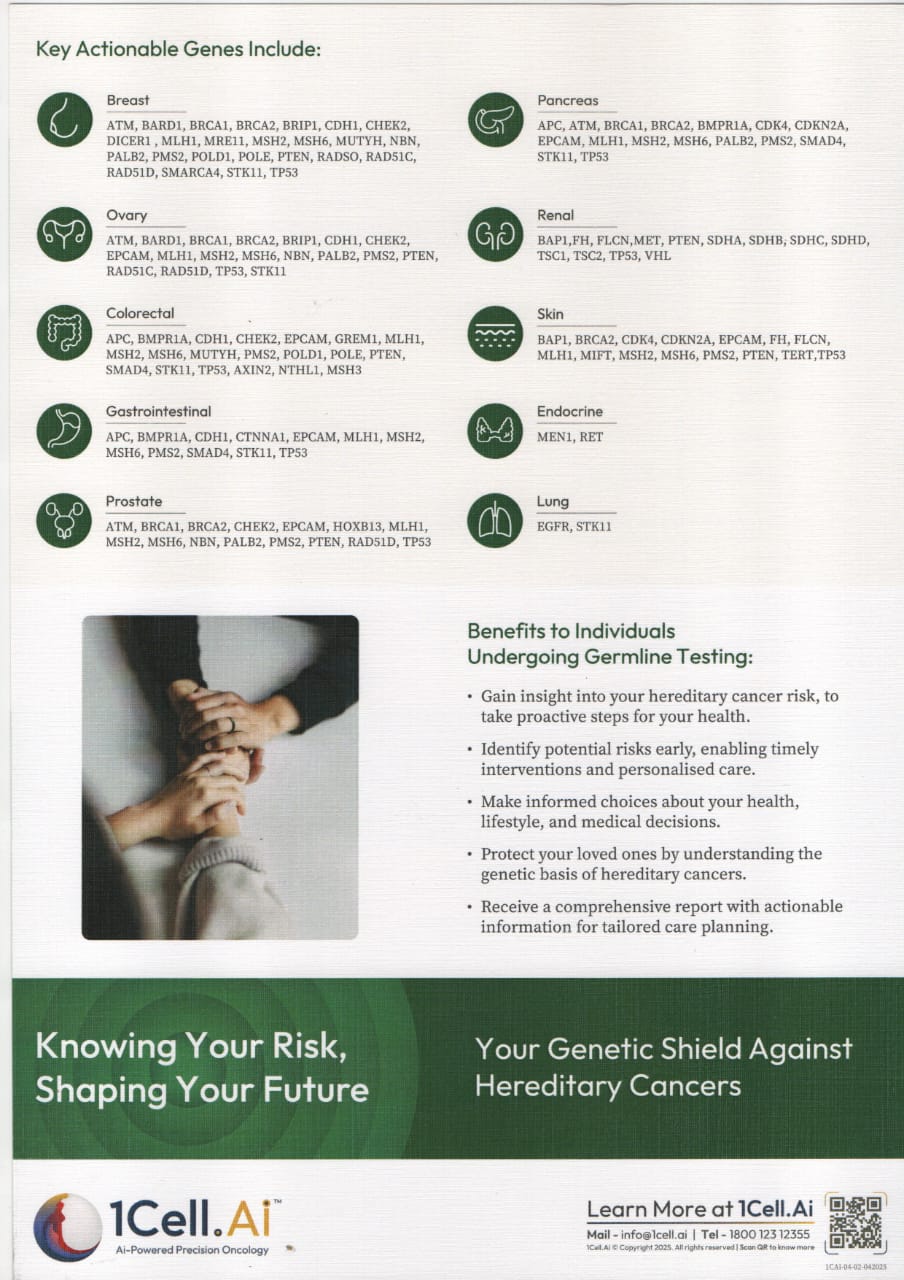 Key Actionable Genes Include:
Breast
ATM, BARD1, BRCA1, BRCA2, BRIP1, CDH1, CHEK2,
DICER1 , MLH1, MRE11, MSH2, MSH6, MUTYH, NBN,
PALB2, PMS2, POLD1, POLE, PTEN, RADSO, RAD51C,
RAD51D, SMARCA4, STK11, TP53
Ovary
ATM, BARD1, BRCA1, BRCA2, BRIP1, CDH1, CHEK2,
EPCAM, MLH1, MSH2, MSH6, NBN, PALB2, PMS2, PTEN,
RAD51C, RAD51D, TP53, STK11
Colorectal
APC, BMPR1A, CDH1, CHEK2, EPCAM, GREM1, MLH1,
MSH2, MSH6, MUTYH, PMS2, POLD1, POLE, PTEN,
SMAD4, STK11, TP53, AXIN2, NTHL1, MSH3
Gastrointestinal
APC, BMPR1A, CDH1, CTNNA1, EPCAM, MLH1, MSH2,
MSH6, PMS2, SMAD4, STK11, TP53
Prostate
ATM, BRCA1, BRCA2, CHEK2, EPCAM, HOXB13, MLH1,
MSH2, MSH6, NBN, PALB2, PMS2, PTEN, RAD51D, TP53
Pancreas
APC, ATM, BRCA1, BRCA2, BMPR1A, CDK4, CDKN2A,
EPCAM, MLH1, MSH2, MSH6, PALB2, PMS2, SMAD4,
STK11, TP53
Renal
BAP1,FH, FLCN,MET, PTEN, SDHA, SDHB; SDHC, SDHD,
TSC1, TSC2, TP53, VHL
Skin
BAP1, BRCA2, CDK4, CDKN2A, EPCAM, FH, FLCN,
MLH1, MIFT, MSH2, MSH6, PMS2, PTEN, TERT,TP53
Endocrine
MEN1, RET
Lung
EGFR, STK11
Benefits to Individuals
Undergoing Germline Testing:
• Gain insight into your hereditary cancer risk, to
take proactive steps for your health.
• Identify potential risks early, enabling timely
interventions and personalised care.
• Make informed choices about your health,
lifestyle, and medical decisions.
• Protect your loved ones by understanding the
genetic basis of hereditary cancers.
• Receive a comprehensive report with actionable
information for tailored care planning.
Knowing Your Risk,
Shaping Your Future
Your Genetic Shield Against
Hereditary Cancers
1Cell.Ai™
Ai-Powered Precision Oncology
Learn More at 1Cell.Ai
Mail - info@1cell.ai | Tel - 1800 123 12355
1Cell.Ai © Copyright 2025. All rights reserved | Scan QR to know more
1CAI-04-02-042025